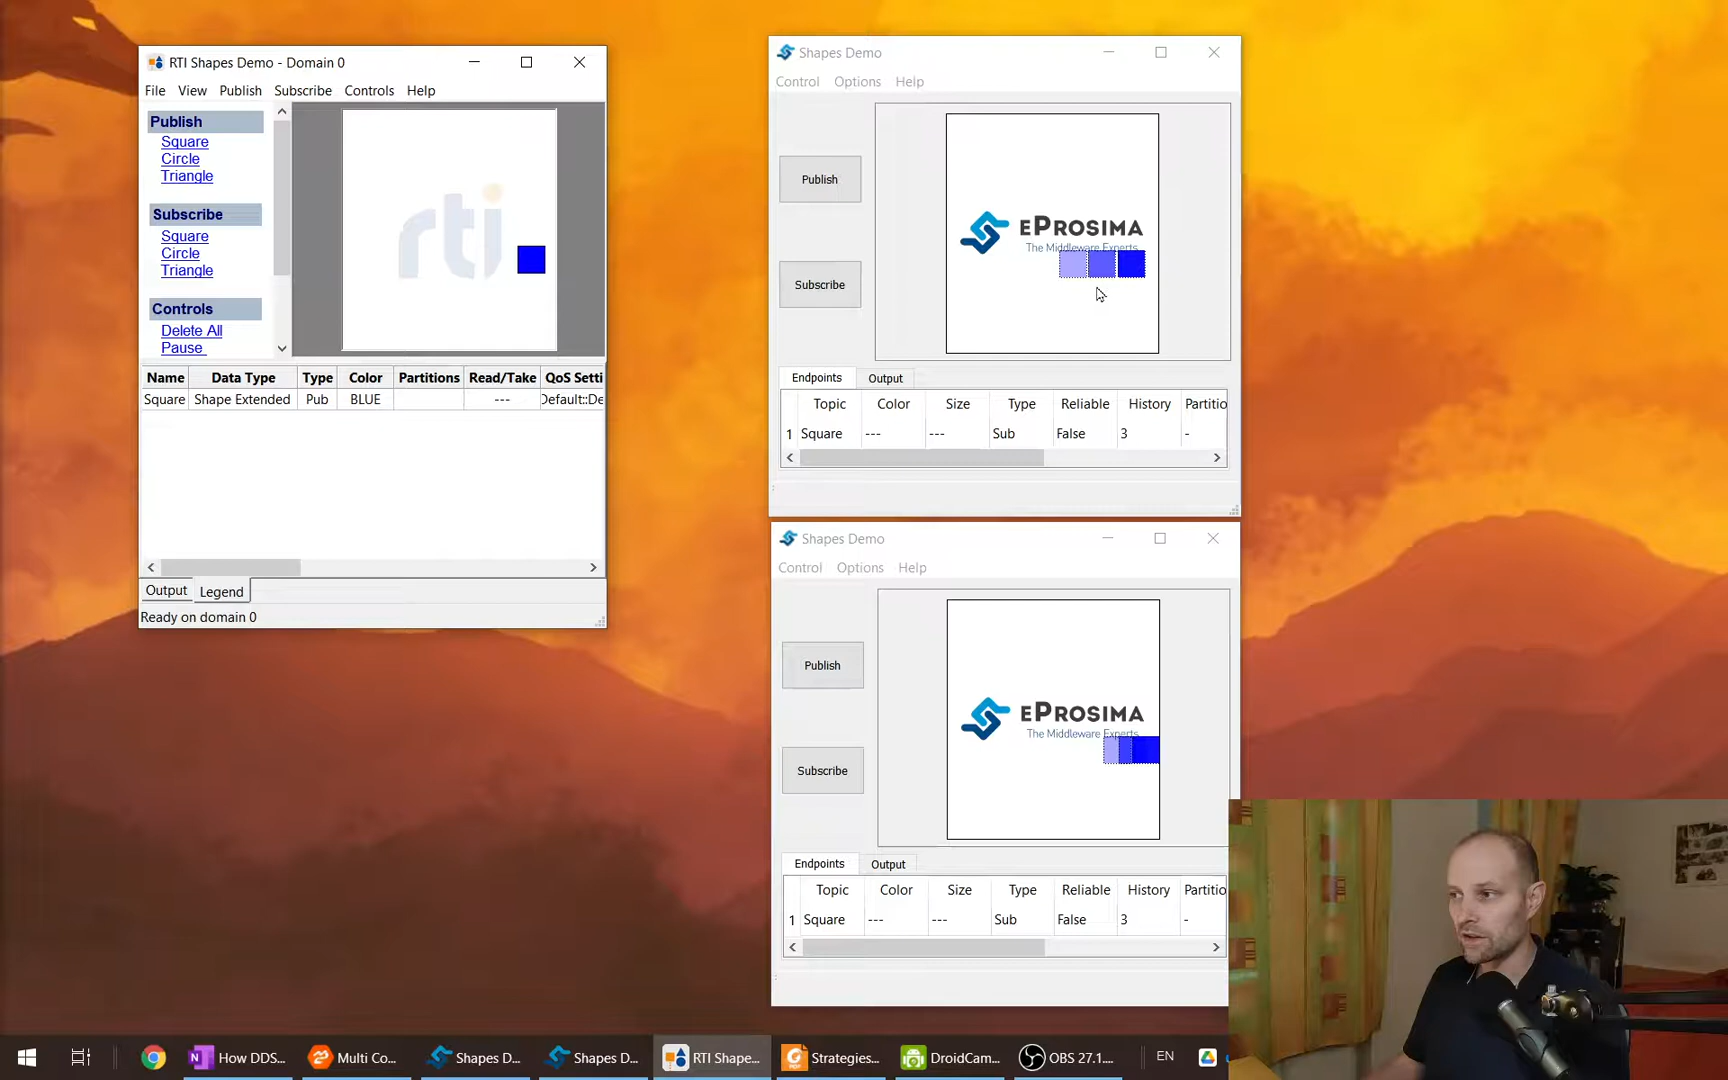 RTI Shapes Demo - Domain 0
File View Publish Subscribe Controls Help
Publish
Square
Circle
Triangle
Subscribe
Square
Circle
Triangle
Controls
Delete All
Pause
rti
Name Data Type Type Color Partitions Read/Take QoS Setti
Square Shape Extended Pub BLUE --- Default::De
Output Legend
Ready on domain 0
Shapes Demo
Control Options Help
Publish
Subscribe
ePROSIMA
The Middleware Experts
Endpoints Output
Topic Color Size Type Reliable History Partitio
1 Square --- --- Sub False 3 -
Shapes Demo
Control Options Help
Publish
Subscribe
ePROSIMA
The Middleware Experts
Endpoints Output
Topic Color Size Type Reliable History Partitio
1 Square --- --- Sub False 3 -
How DDS... Multi Co... Shapes D... Shapes D... RTI Shape... Strategies... DroidCam... OBS 27.1.... EN